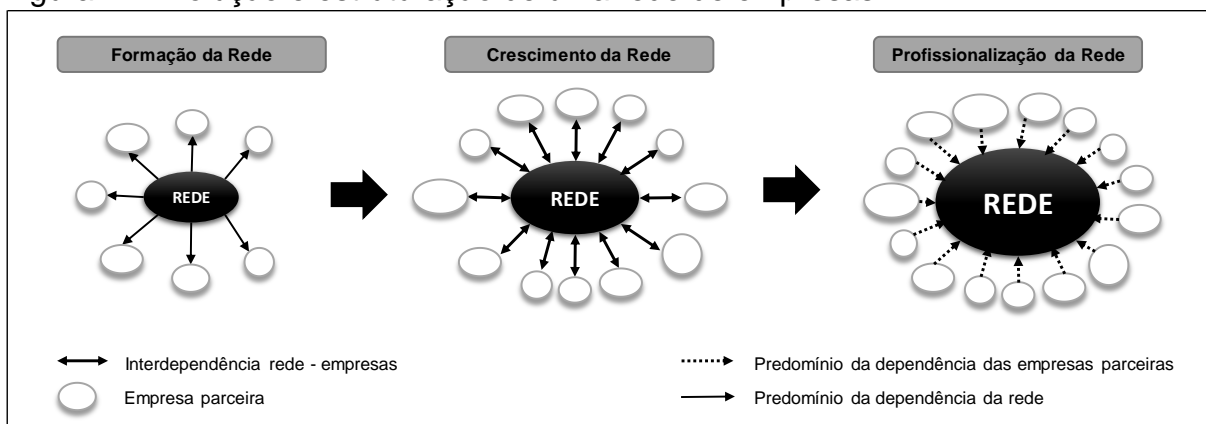 Formação da Rede
Crescimento da Rede
Profissionalização da Rede
REDE
REDE
REDE
Interdependência rede - empresas
Predomínio da dependência das empresas parceiras
Empresa parceira
Predomínio da dependência da rede